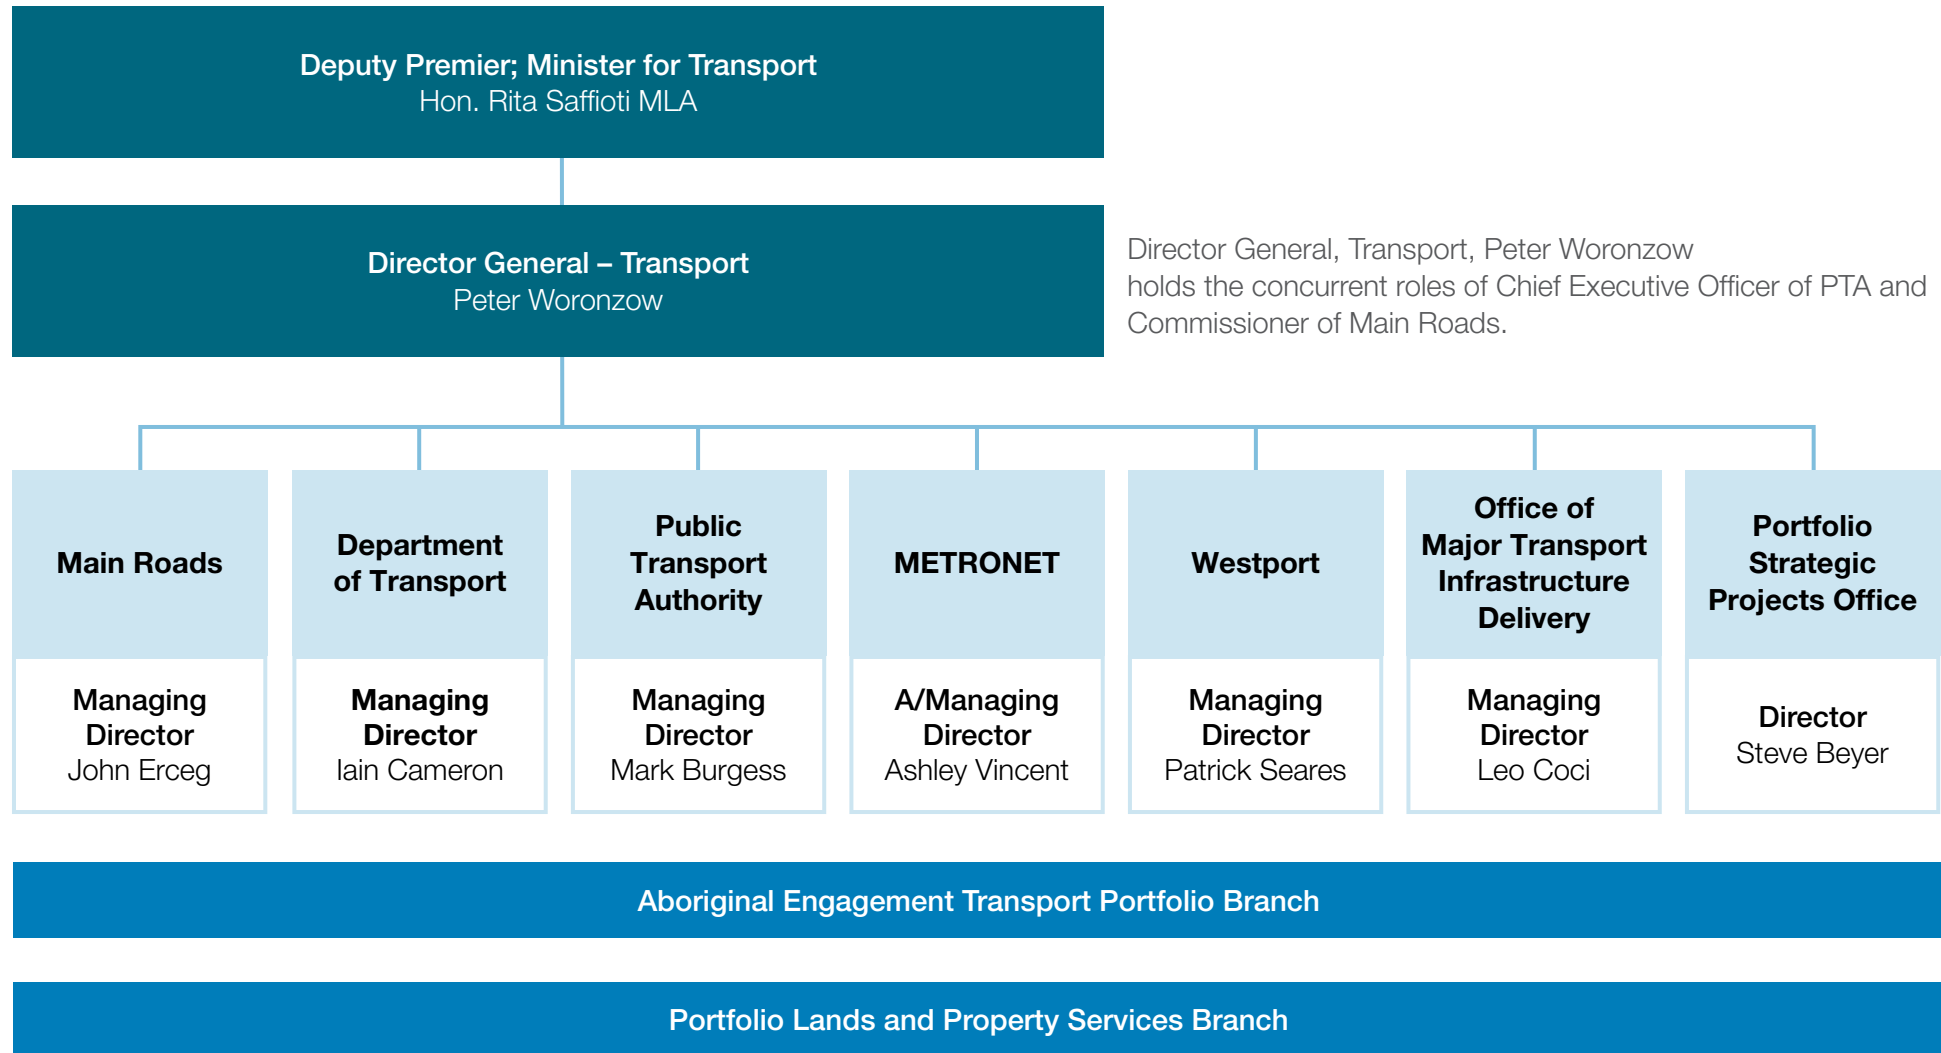 Deputy Premier; Minister for Transport
Hon. Rita Saffioti MLA
Director General – Transport
Peter Woronzow
Director General, Transport, Peter Woronzow
holds the concurrent roles of Chief Executive Officer of PTA and
Commissioner of Main Roads.
Main Roads
Managing
Director
John Erceg
Department
of Transport
Managing
Director
Iain Cameron
Public
Transport
Authority
Managing
Director
Mark Burgess
METRONET
A/Managing
Director
Ashley Vincent
Westport
Managing
Director
Patrick Seares
Office of
Major Transport
Infrastructure
Delivery
Managing
Director
Leo Coci
Portfolio
Strategic
Projects Office
Director
Steve Beyer
Aboriginal Engagement Transport Portfolio Branch
Portfolio Lands and Property Services Branch